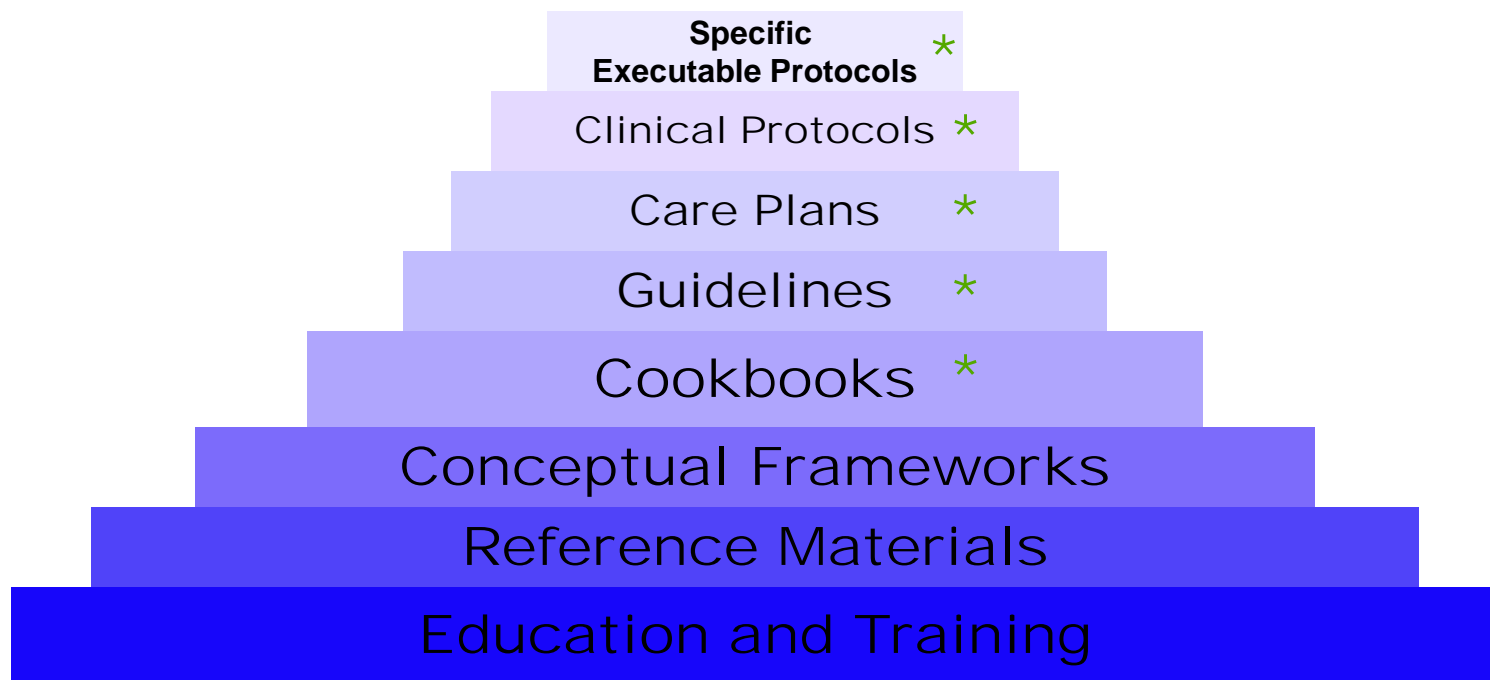 Specific
Executable Protocols *
Clinical Protocols *
Care Plans *
Guidelines *
Cookbooks *
Conceptual Frameworks
Reference Materials
Education and Training